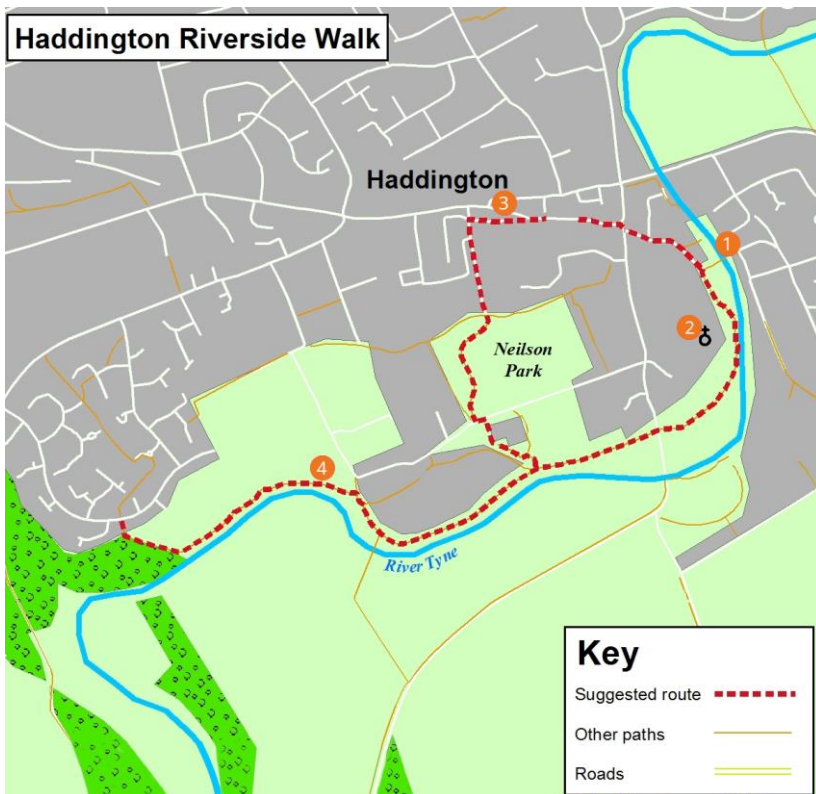 Haddington Riverside Walk
Haddington
3
1
2
Neilson
Park
4
River Tyne
Key
Suggested route
Other paths
Roads